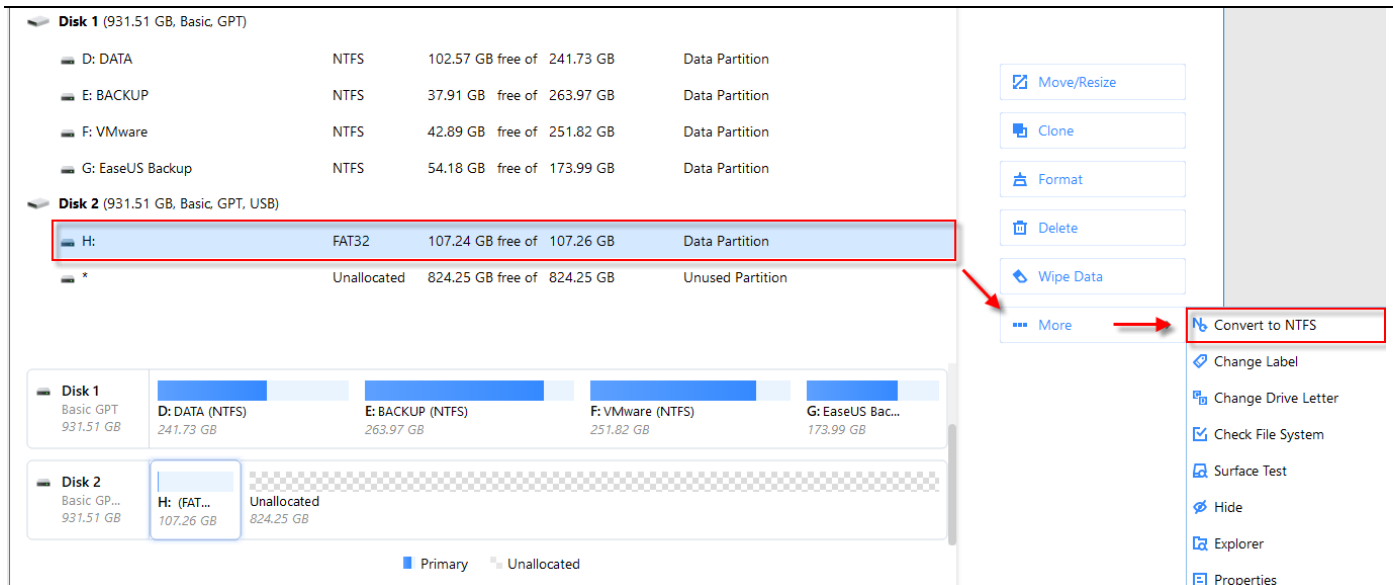 Disk 1 (931.51 GB, Basic, GPT)
D: DATA NTFS 102.57 GB free of 241.73 GB Data Partition
E: BACKUP NTFS 37.91 GB free of 263.97 GB Data Partition
F: VMware NTFS 42.89 GB free of 251.82 GB Data Partition
G: EaseUS Backup NTFS 54.18 GB free of 173.99 GB Data Partition
Disk 2 (931.51 GB, Basic, GPT, USB)
H: FAT32 107.24 GB free of 107.26 GB Data Partition
* Unallocated 824.25 GB free of 824.25 GB Unused Partition
Move/Resize
Clone
Format
Delete
Wipe Data
More
Convert to NTFS
Change Label
Change Drive Letter
Check File System
Surface Test
Hide
Explorer
Properties
Disk 1
Basic GPT
931.51 GB
D: DATA (NTFS)
241.73 GB
E: BACKUP (NTFS)
263.97 GB
F: VMware (NTFS)
251.82 GB
G: EaseUS Bac...
173.99 GB
Disk 2
Basic GP...
931.51 GB
H: (FAT...
107.26 GB
Unallocated
824.25 GB
Primary Unallocated